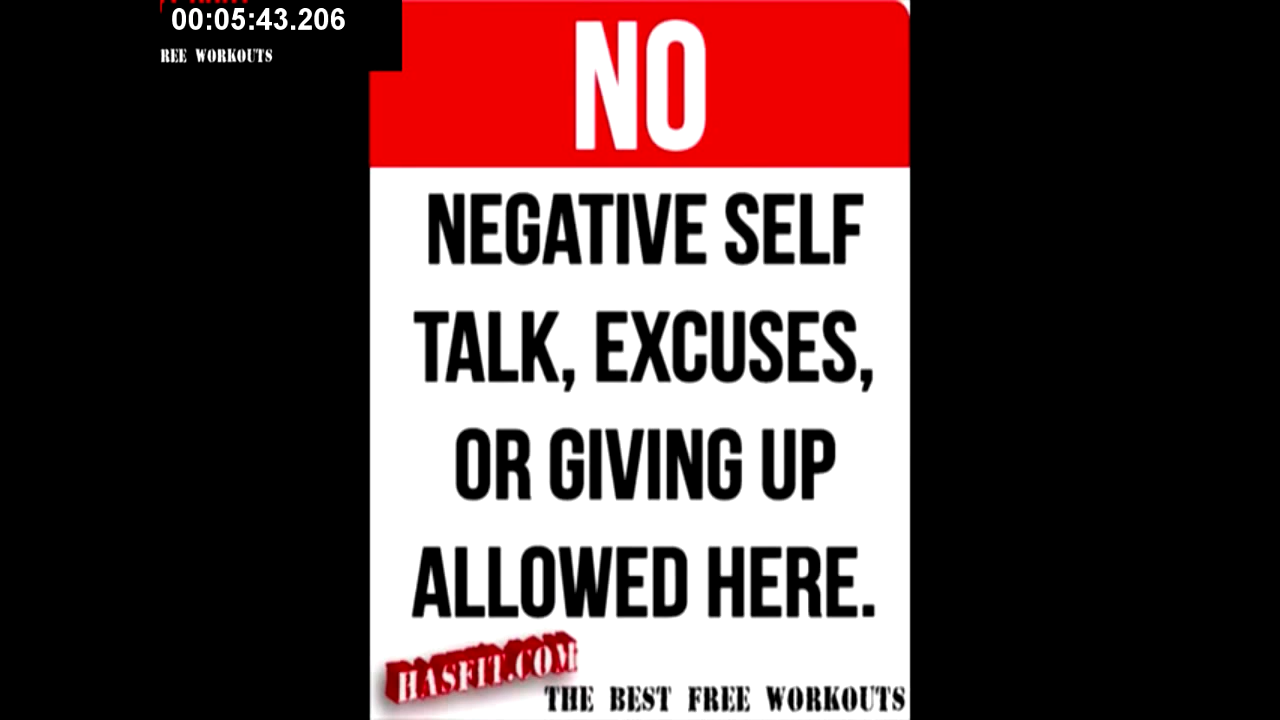 00:05:43.206
REE WORKOUTS
NO
NEGATIVE SELF
TALK, EXCUSES,
OR GIVING UP
ALLOWED HERE.
HASFIT.COM
THE BEST FREE WORKOUTS